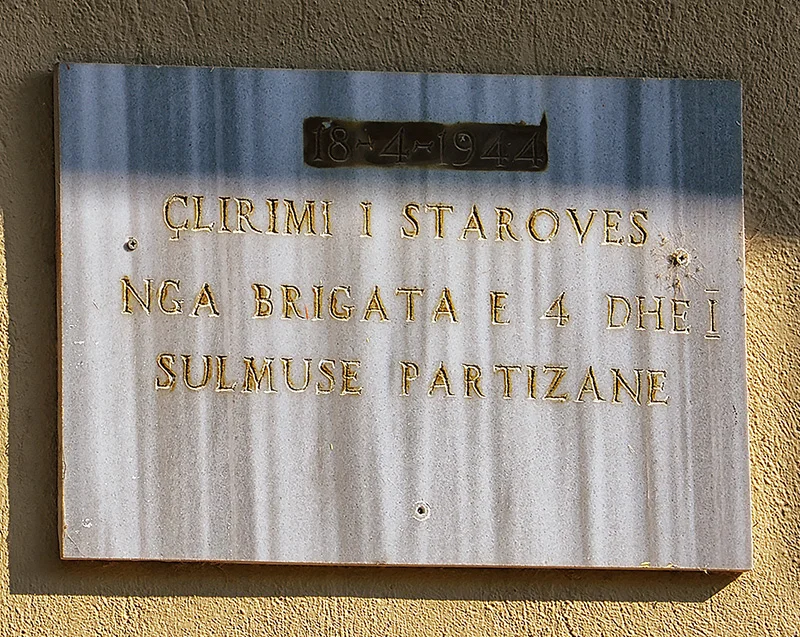 18-4-1944
ÇLIRIMI I STAROVES
NGA BRIGATA E 4 DHE Ī
SULMUSE PARTIZANE